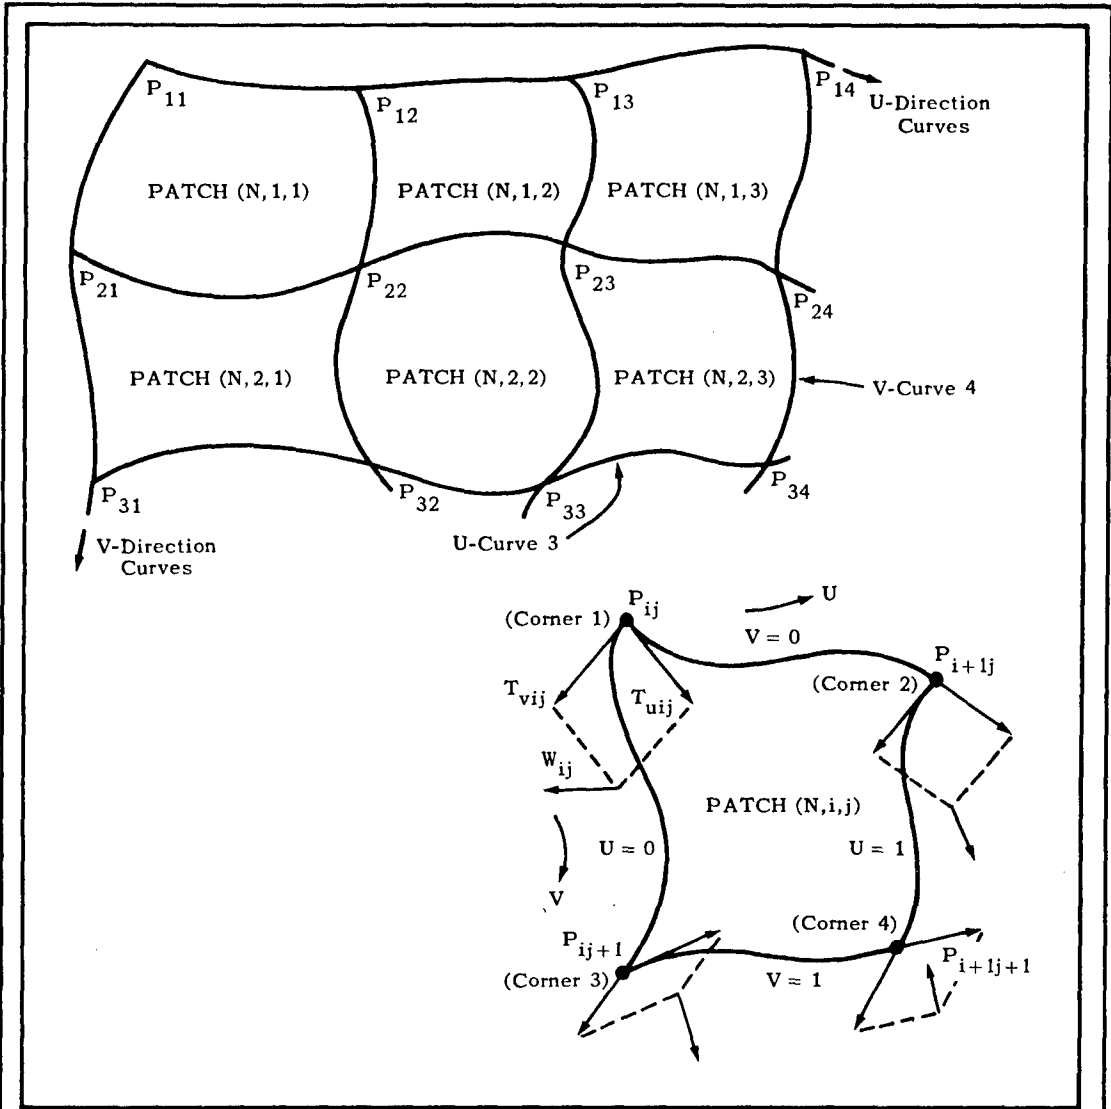 P11
P12
P13
P14
U-Direction
Curves
PATCH (N,1,1)
PATCH (N,1,2)
PATCH (N,1,3)
P21
P22
P23
P24
PATCH (N,2,1)
PATCH (N,2,2)
PATCH (N,2,3)
V-Curve 4
P31
P32
P33
P34
V-Direction
Curves
U-Curve 3
Pij
(Corner 1)
U
V = 0
Pi+1j
(Corner 2)
Tvij
Tuij
Wij
PATCH (N,i,j)
U = 0
U = 1
V
(Corner 4)
Pij+1
(Corner 3)
V = 1
Pi+1j+1